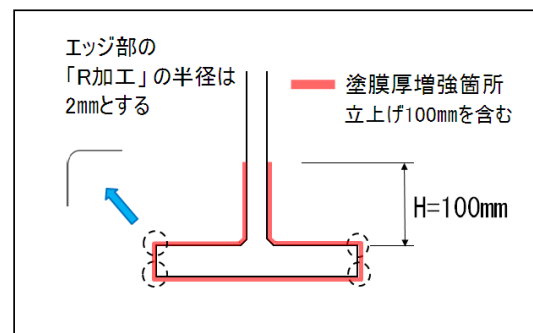 エッジ部の
「R加工」の半径は
2mmとする
塗膜厚増強箇所
立上げ100mmを含む
H=100mm